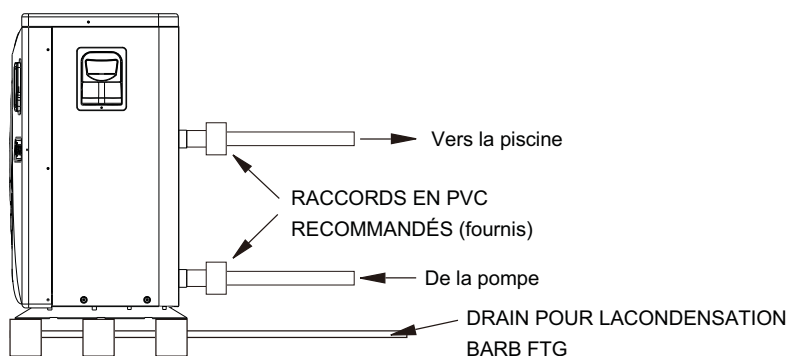 Vers la piscine
RACCORDS EN PVC
RECOMMANDÉS (fournis)
De la pompe
DRAIN POUR LACONDENSATION
BARB FTG